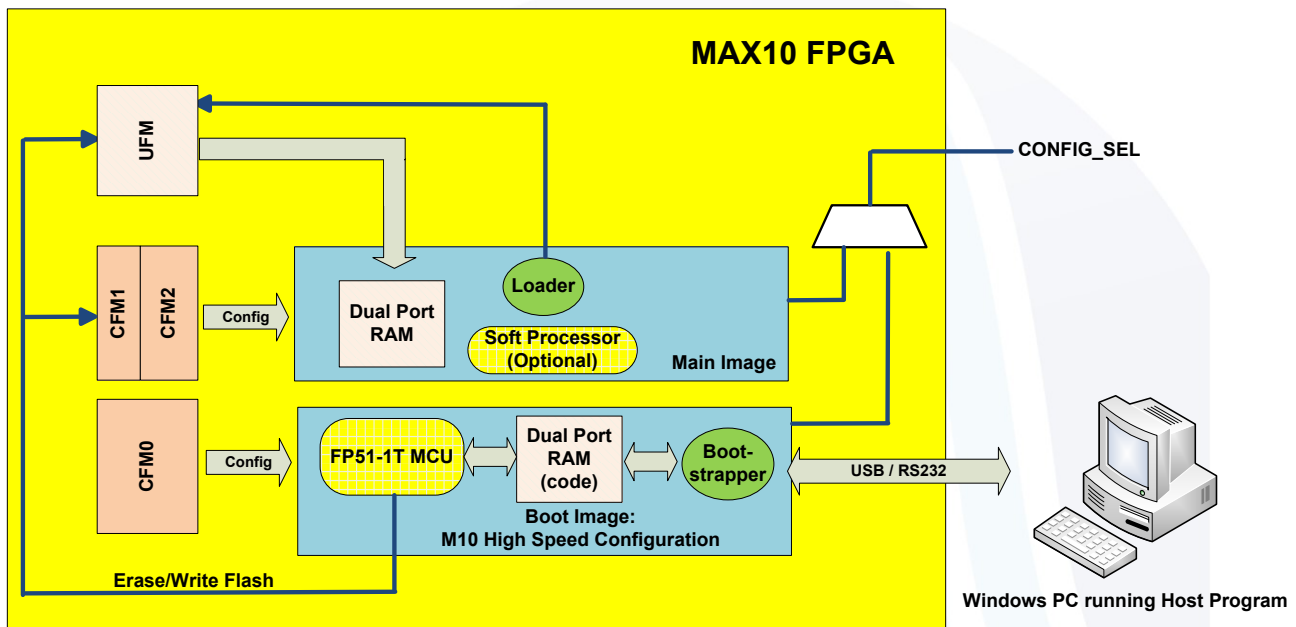 MAX10 FPGA
UFM
CONFIG_SEL
CFM1
CFM2
Config
Dual Port
RAM
Loader
Soft Processor
(Optional)
Main Image
CFM0
Config
FP51-1T MCU
Dual Port
RAM
(code)
Boot-
strapper
USB / RS232
Boot Image:
M10 High Speed Configuration
Erase/Write Flash
Windows PC running Host Program